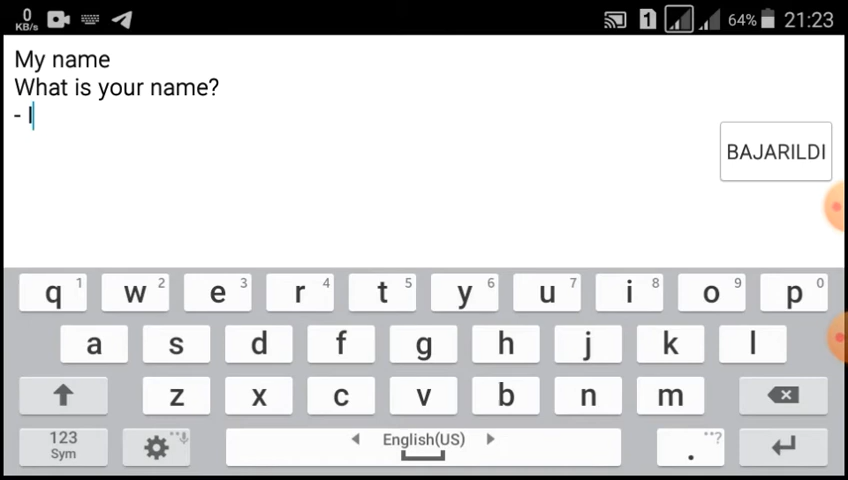 0 KB/s 1 64% 21:23
My name
What is your name?
- I
BAJARILDI
q 1 w 2 e 3 r 4 t 5 y 6 u 7 i 8 o 9 p 0
a s d f g h j k l
z x c v b n m
123 Sym English(US) . ?